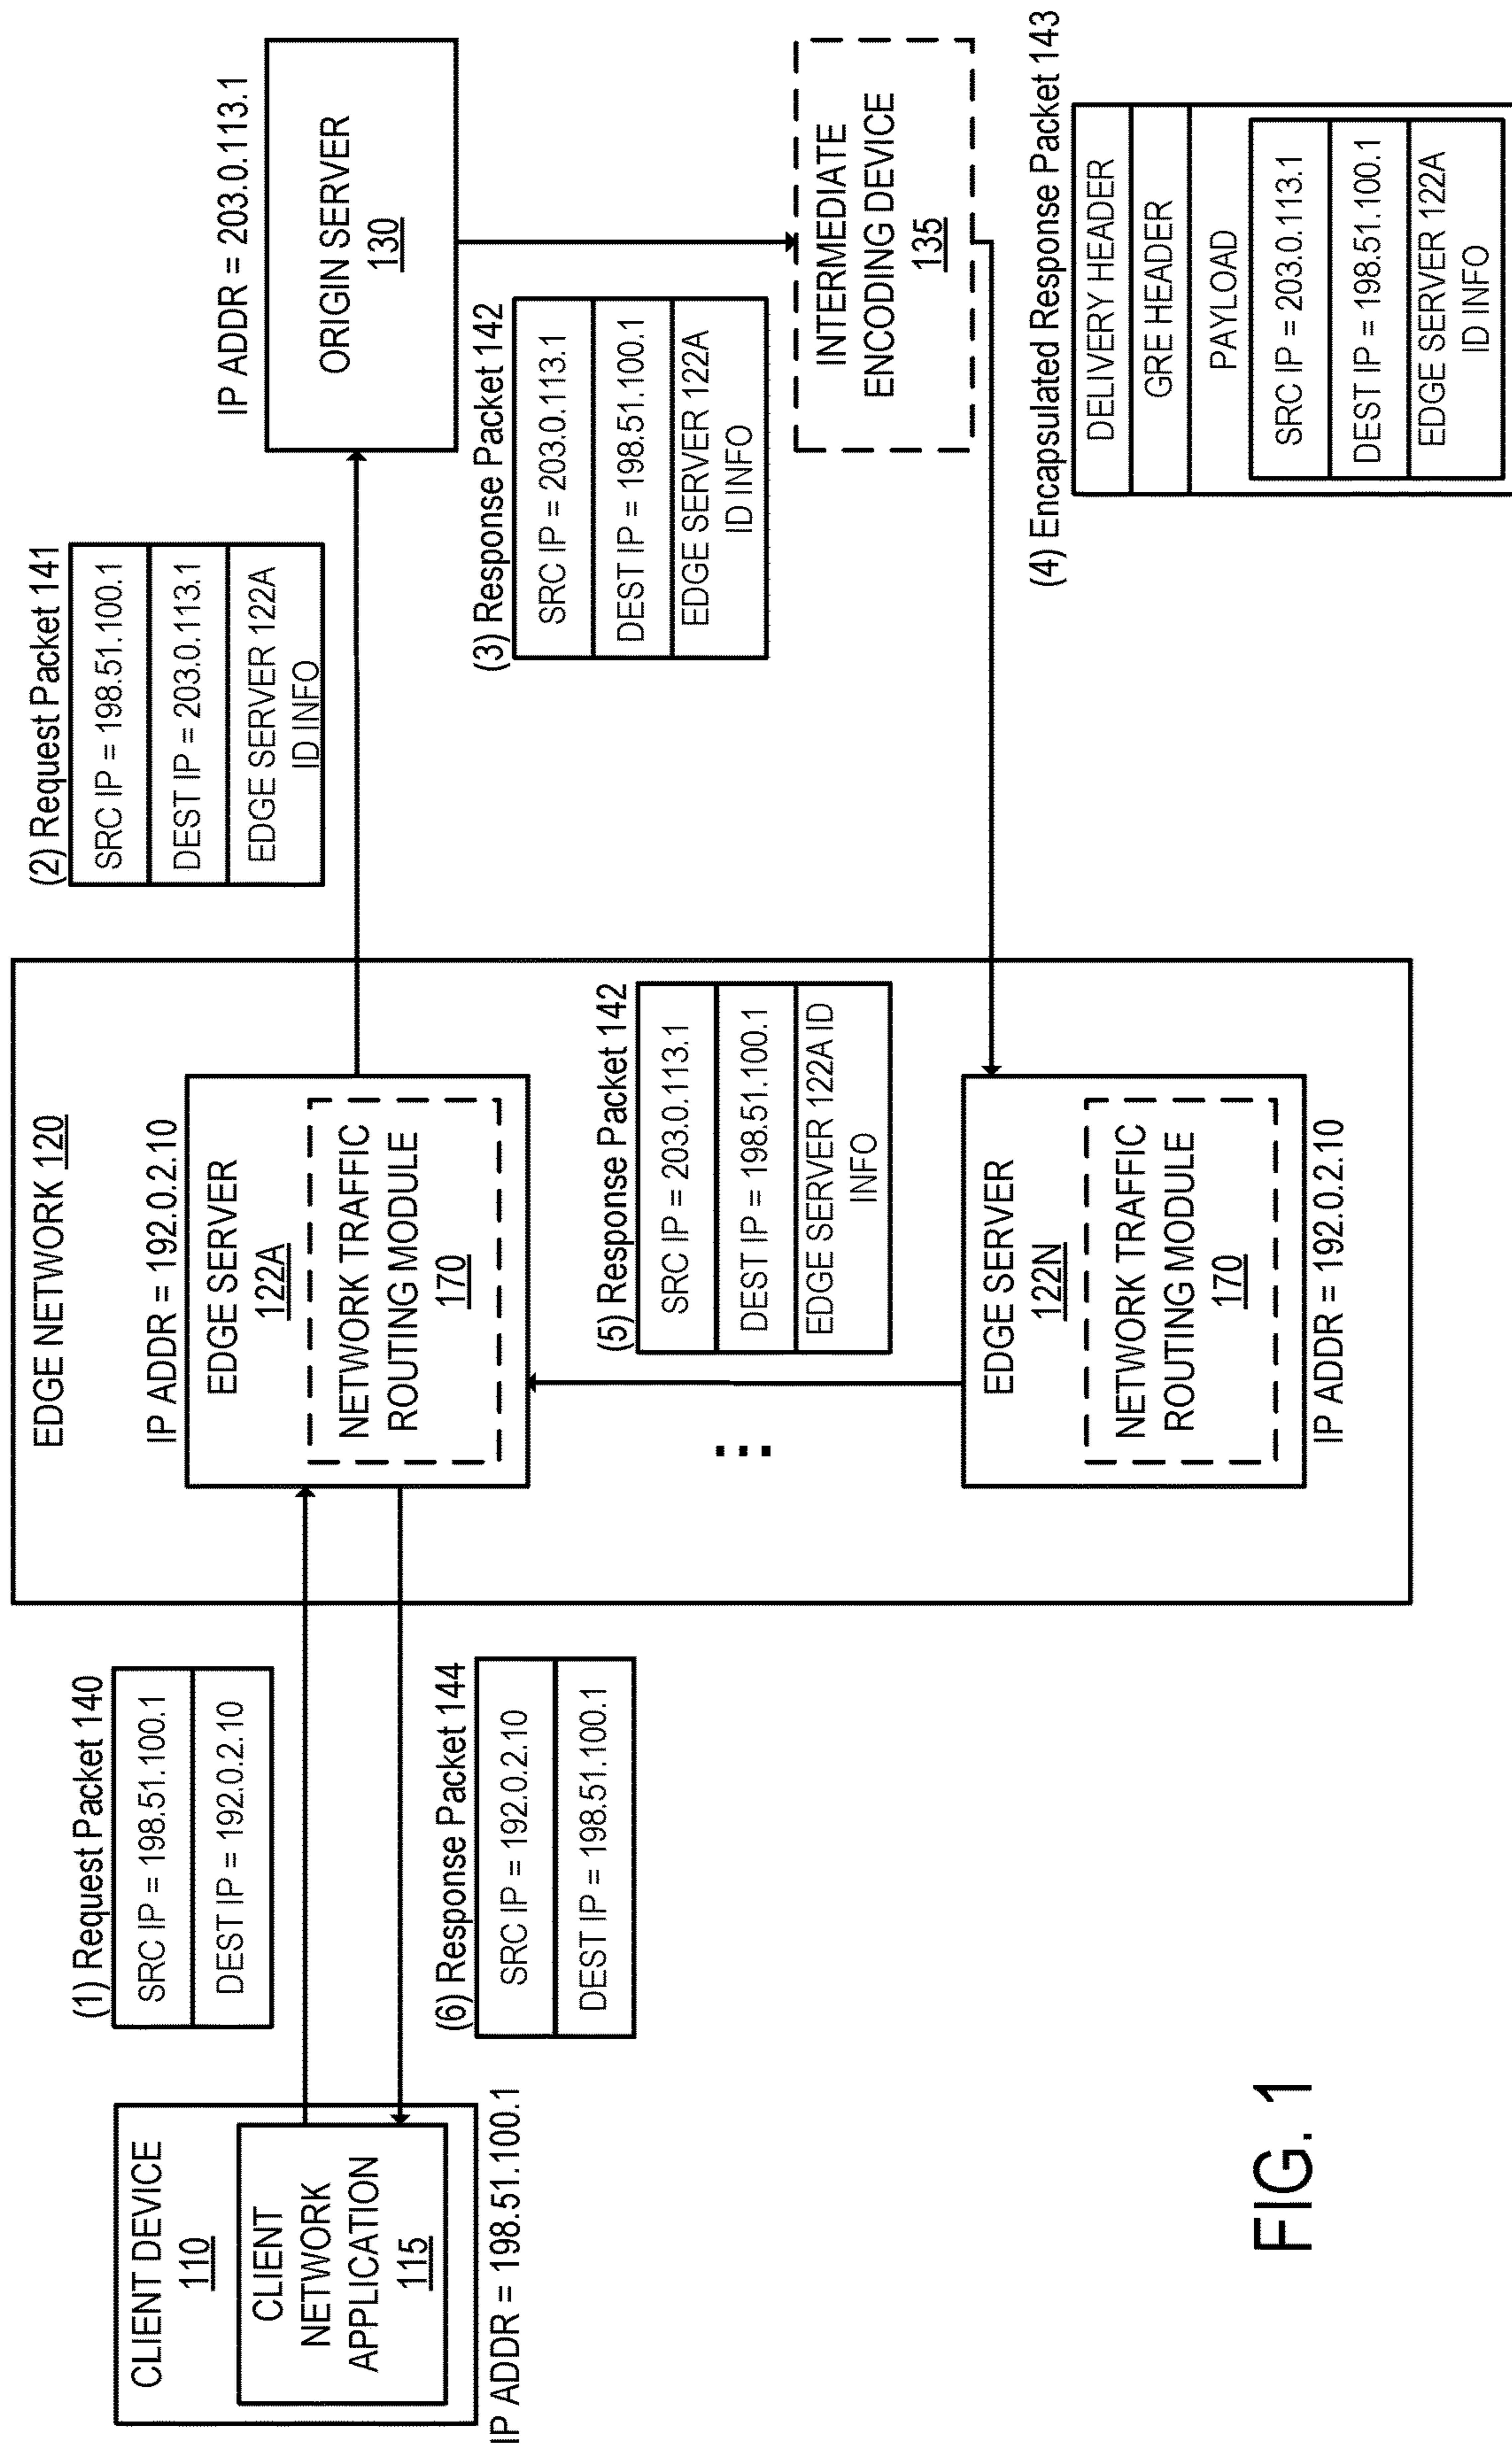 CLIENT DEVICE
110
CLIENT
NETWORK
APPLICATION
115
IP ADDR = 198.51.100.1
(1) Request Packet 140
SRC IP = 198.51.100.1
DEST IP = 192.0.2.10
(6) Response Packet 144
SRC IP = 192.0.2.10
DEST IP = 198.51.100.1
EDGE NETWORK 120
IP ADDR = 192.0.2.10
EDGE SERVER
122A
NETWORK TRAFFIC
ROUTING MODULE
170
(5) Response Packet 142
SRC IP = 203.0.113.1
DEST IP = 198.51.100.1
EDGE SERVER 122A ID
INFO
...
EDGE SERVER
122N
NETWORK TRAFFIC
ROUTING MODULE
170
IP ADDR = 192.0.2.10
(2) Request Packet 141
SRC IP = 198.51.100.1
DEST IP = 203.0.113.1
EDGE SERVER 122A
ID INFO
IP ADDR = 203.0.113.1
ORIGIN SERVER
130
(3) Response Packet 142
SRC IP = 203.0.113.1
DEST IP = 198.51.100.1
EDGE SERVER 122A
ID INFO
INTERMEDIATE
ENCODING DEVICE
135
(4) Encapsulated Response Packet 143
DELIVERY HEADER
GRE HEADER
PAYLOAD
SRC IP = 203.0.113.1
DEST IP = 198.51.100.1
EDGE SERVER 122A
ID INFO
FIG. 1